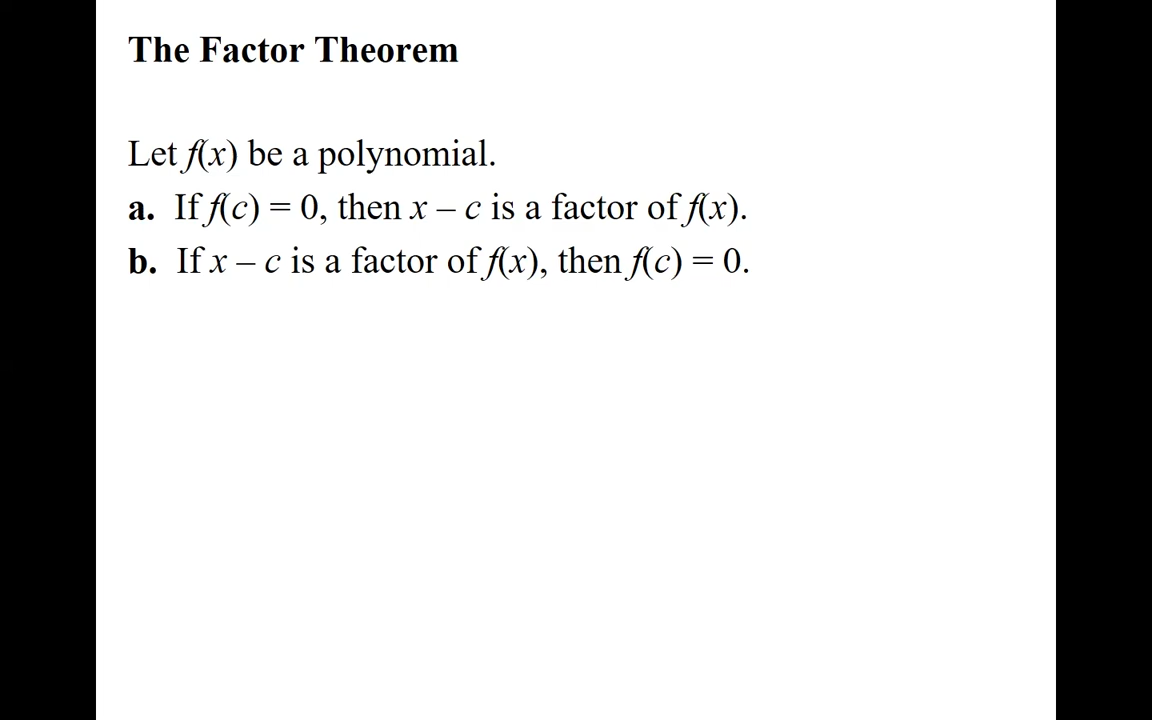 The Factor Theorem
Let f(x) be a polynomial.
a. If f(c) = 0, then x – c is a factor of f(x).
b. If x – c is a factor of f(x), then f(c) = 0.